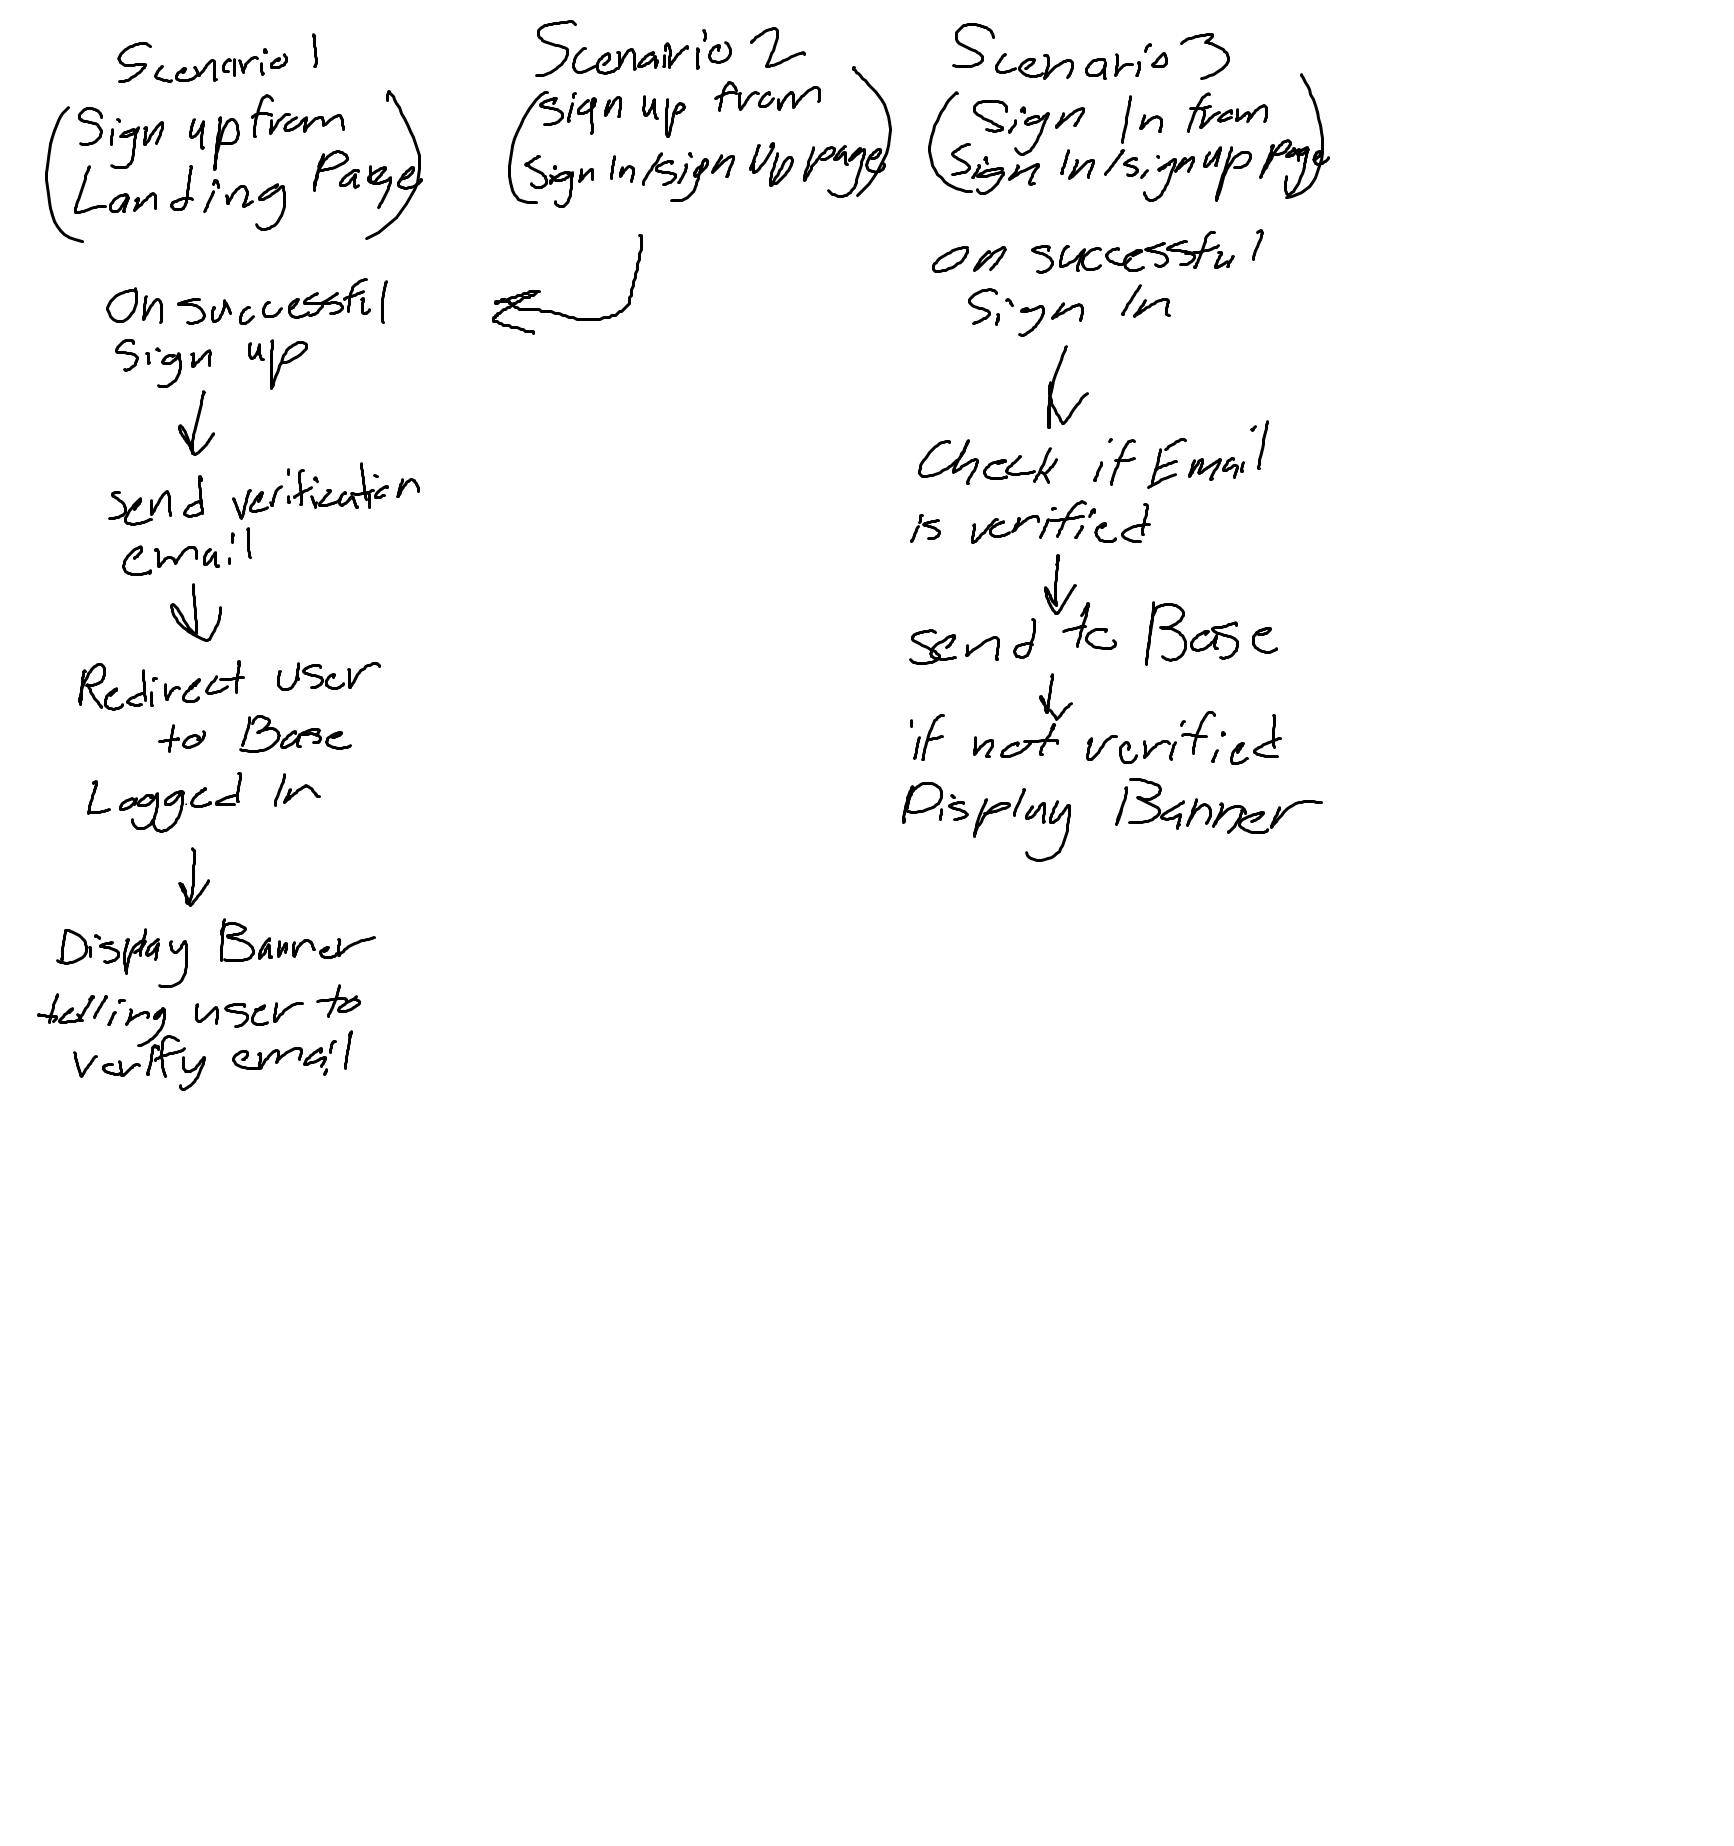 Scenario 1
(Sign up from
Landing Page)
On successful
Sign up
send verification
email
Redirect user
to Base
Logged In
Display Banner
telling user to
verify email
Scenairio 2
(sign up from
Sign In/sign Up page)
Scenario 3
(Sign In from
Sign In/sign up page)
on successful
Sign In
Check if Email
is verified
send to Base
if not verified
Display Banner